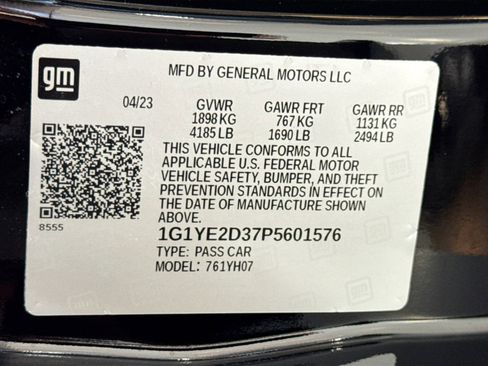 gm
MFD BY GENERAL MOTORS LLC
04/23 GVWR GAWR FRT GAWR RR
1898 KG 767 KG 1131 KG
4185 LB 1690 LB 2494 LB
THIS VEHICLE CONFORMS TO ALL
APPLICABLE U.S. FEDERAL MOTOR
VEHICLE SAFETY, BUMPER, AND THEFT
PREVENTION STANDARDS IN EFFECT ON
THE DATE OF MANUFACTURE SHOWN
ABOVE.
8555
1G1YE2D37P5601576
TYPE: PASS CAR
MODEL: 761YH07